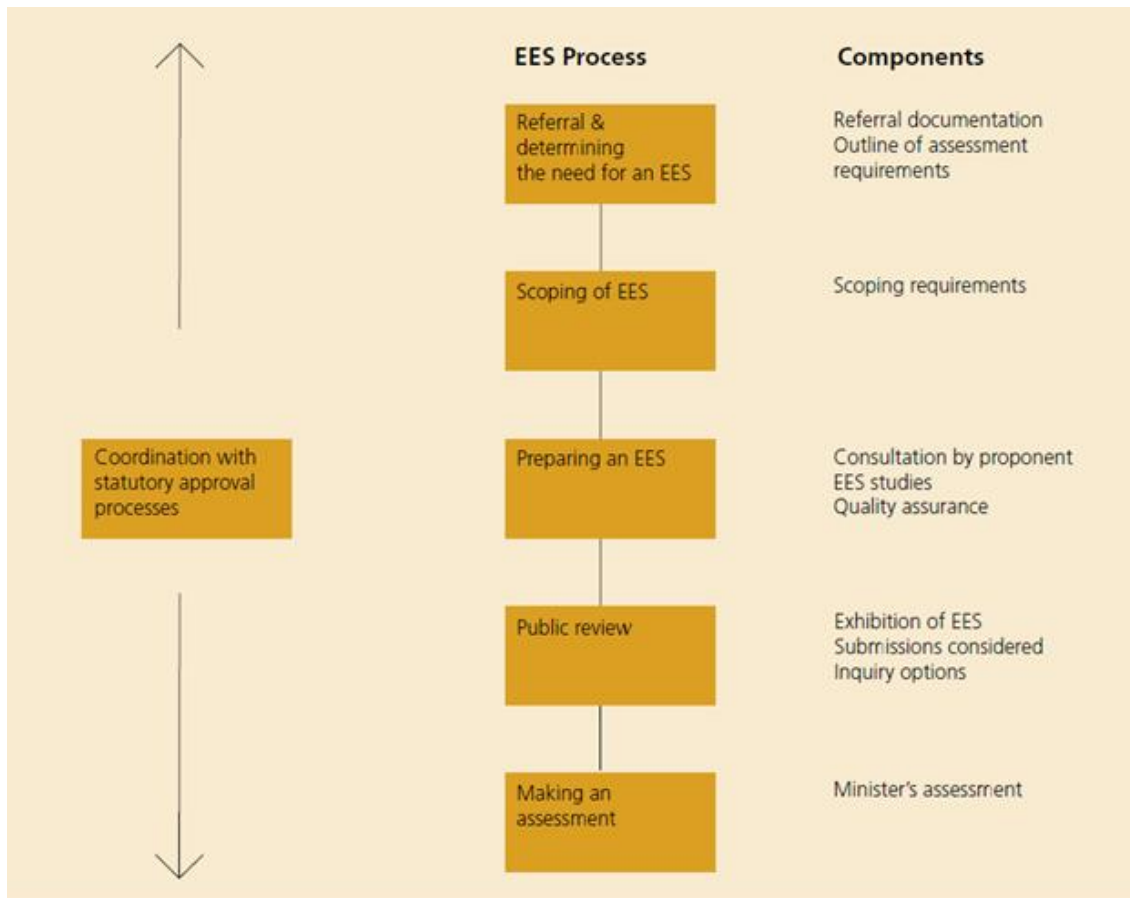 EES Process
Components
Referral &
determining
the need for an EES
Referral documentation
Outline of assessment
requirements
Scoping of EES
Scoping requirements
Coordination with
statutory approval
processes
Preparing an EES
Consultation by proponent
EES studies
Quality assurance
Public review
Exhibition of EES
Submissions considered
Inquiry options
Making an
assessment
Minister's assessment